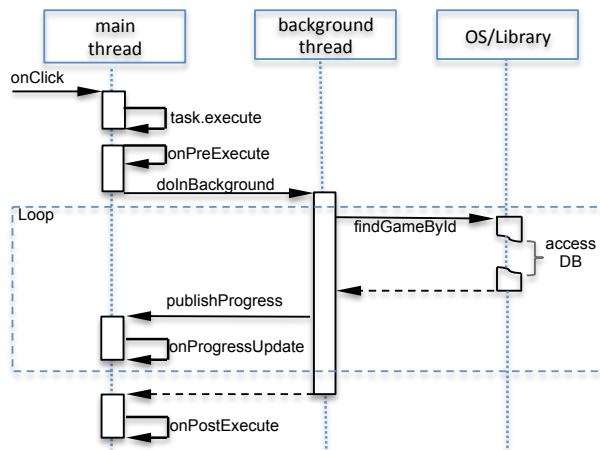 main
thread
background
thread
OS/Library
onClick
task.execute
onPreExecute
doInBackground
Loop
findGameById
access
DB
publishProgress
onProgressUpdate
onPostExecute